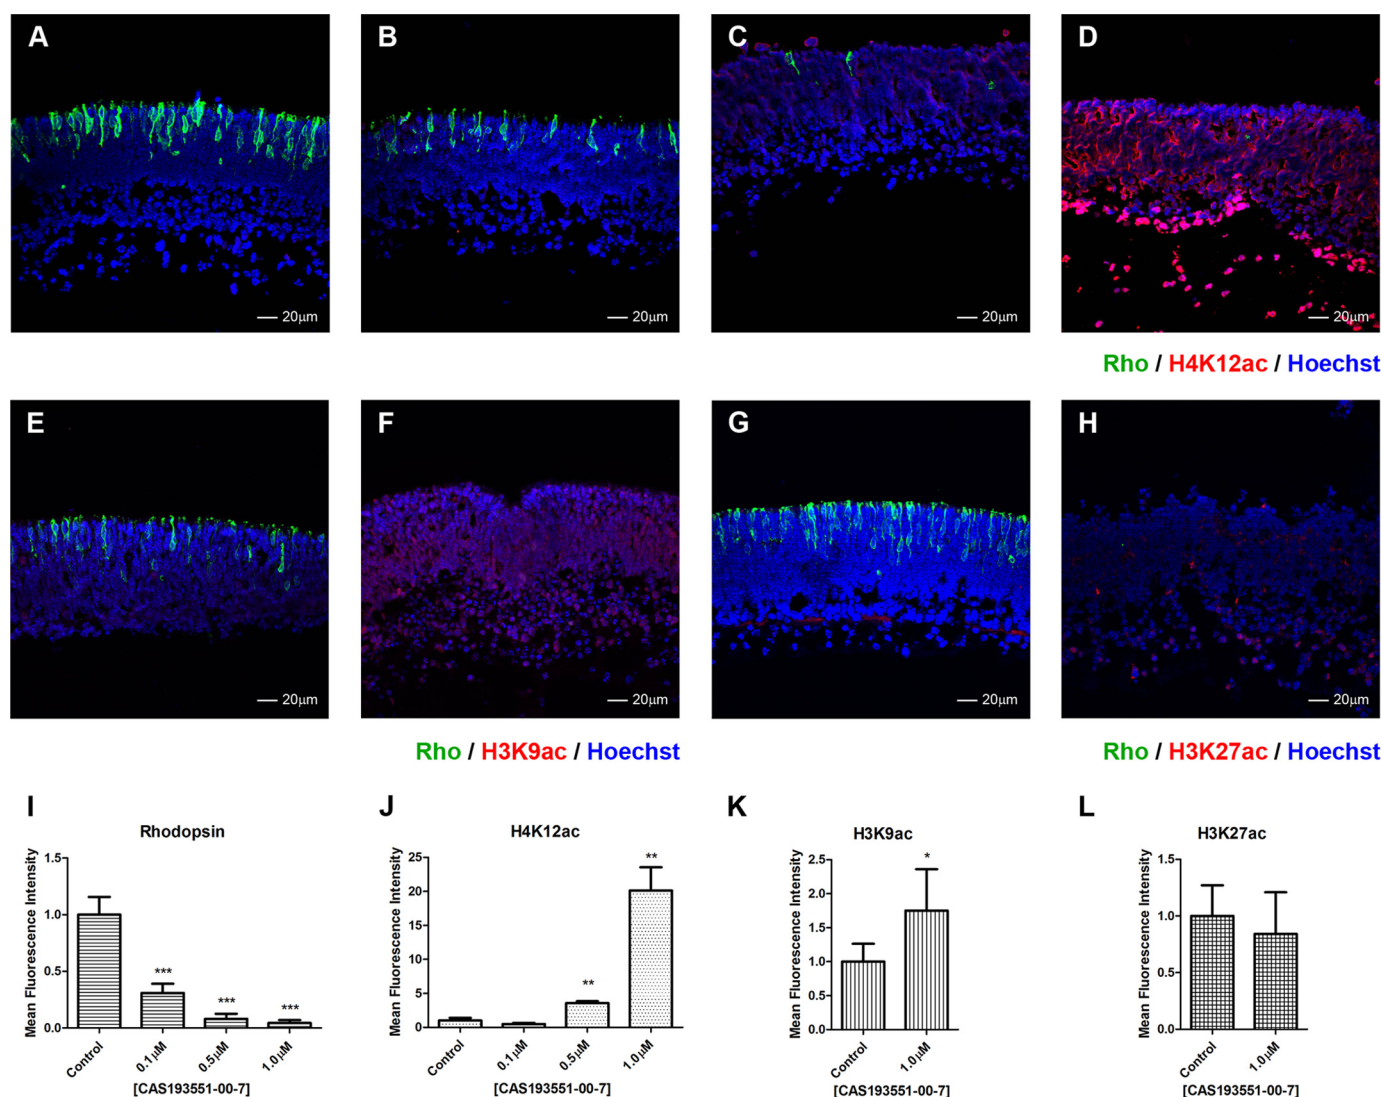 A
B
C
D
20μm
20μm
20μm
20μm
Rho / H4K12ac / Hoechst
E
F
G
H
20μm
20μm
20μm
20μm
Rho / H3K9ac / Hoechst
Rho / H3K27ac / Hoechst
I
Rhodopsin
Mean Fluorescence Intensity
1.5
1.0
0.5
0.0
***
***
***
Control
0.1μM
0.5μM
1.0μM
[CAS193551-00-7]
J
H4K12ac
Mean Fluorescence Intensity
25
20
15
10
5
0
**
**
Control
0.1μM
0.5μM
1.0μM
[CAS193551-00-7]
K
H3K9ac
Mean Fluorescence Intensity
2.5
2.0
1.5
1.0
0.5
0.0
*
Control
1.0μM
[CAS193551-00-7]
L
H3K27ac
Mean Fluorescence Intensity
1.5
1.0
0.5
0.0
Control
1.0μM
[CAS193551-00-7]